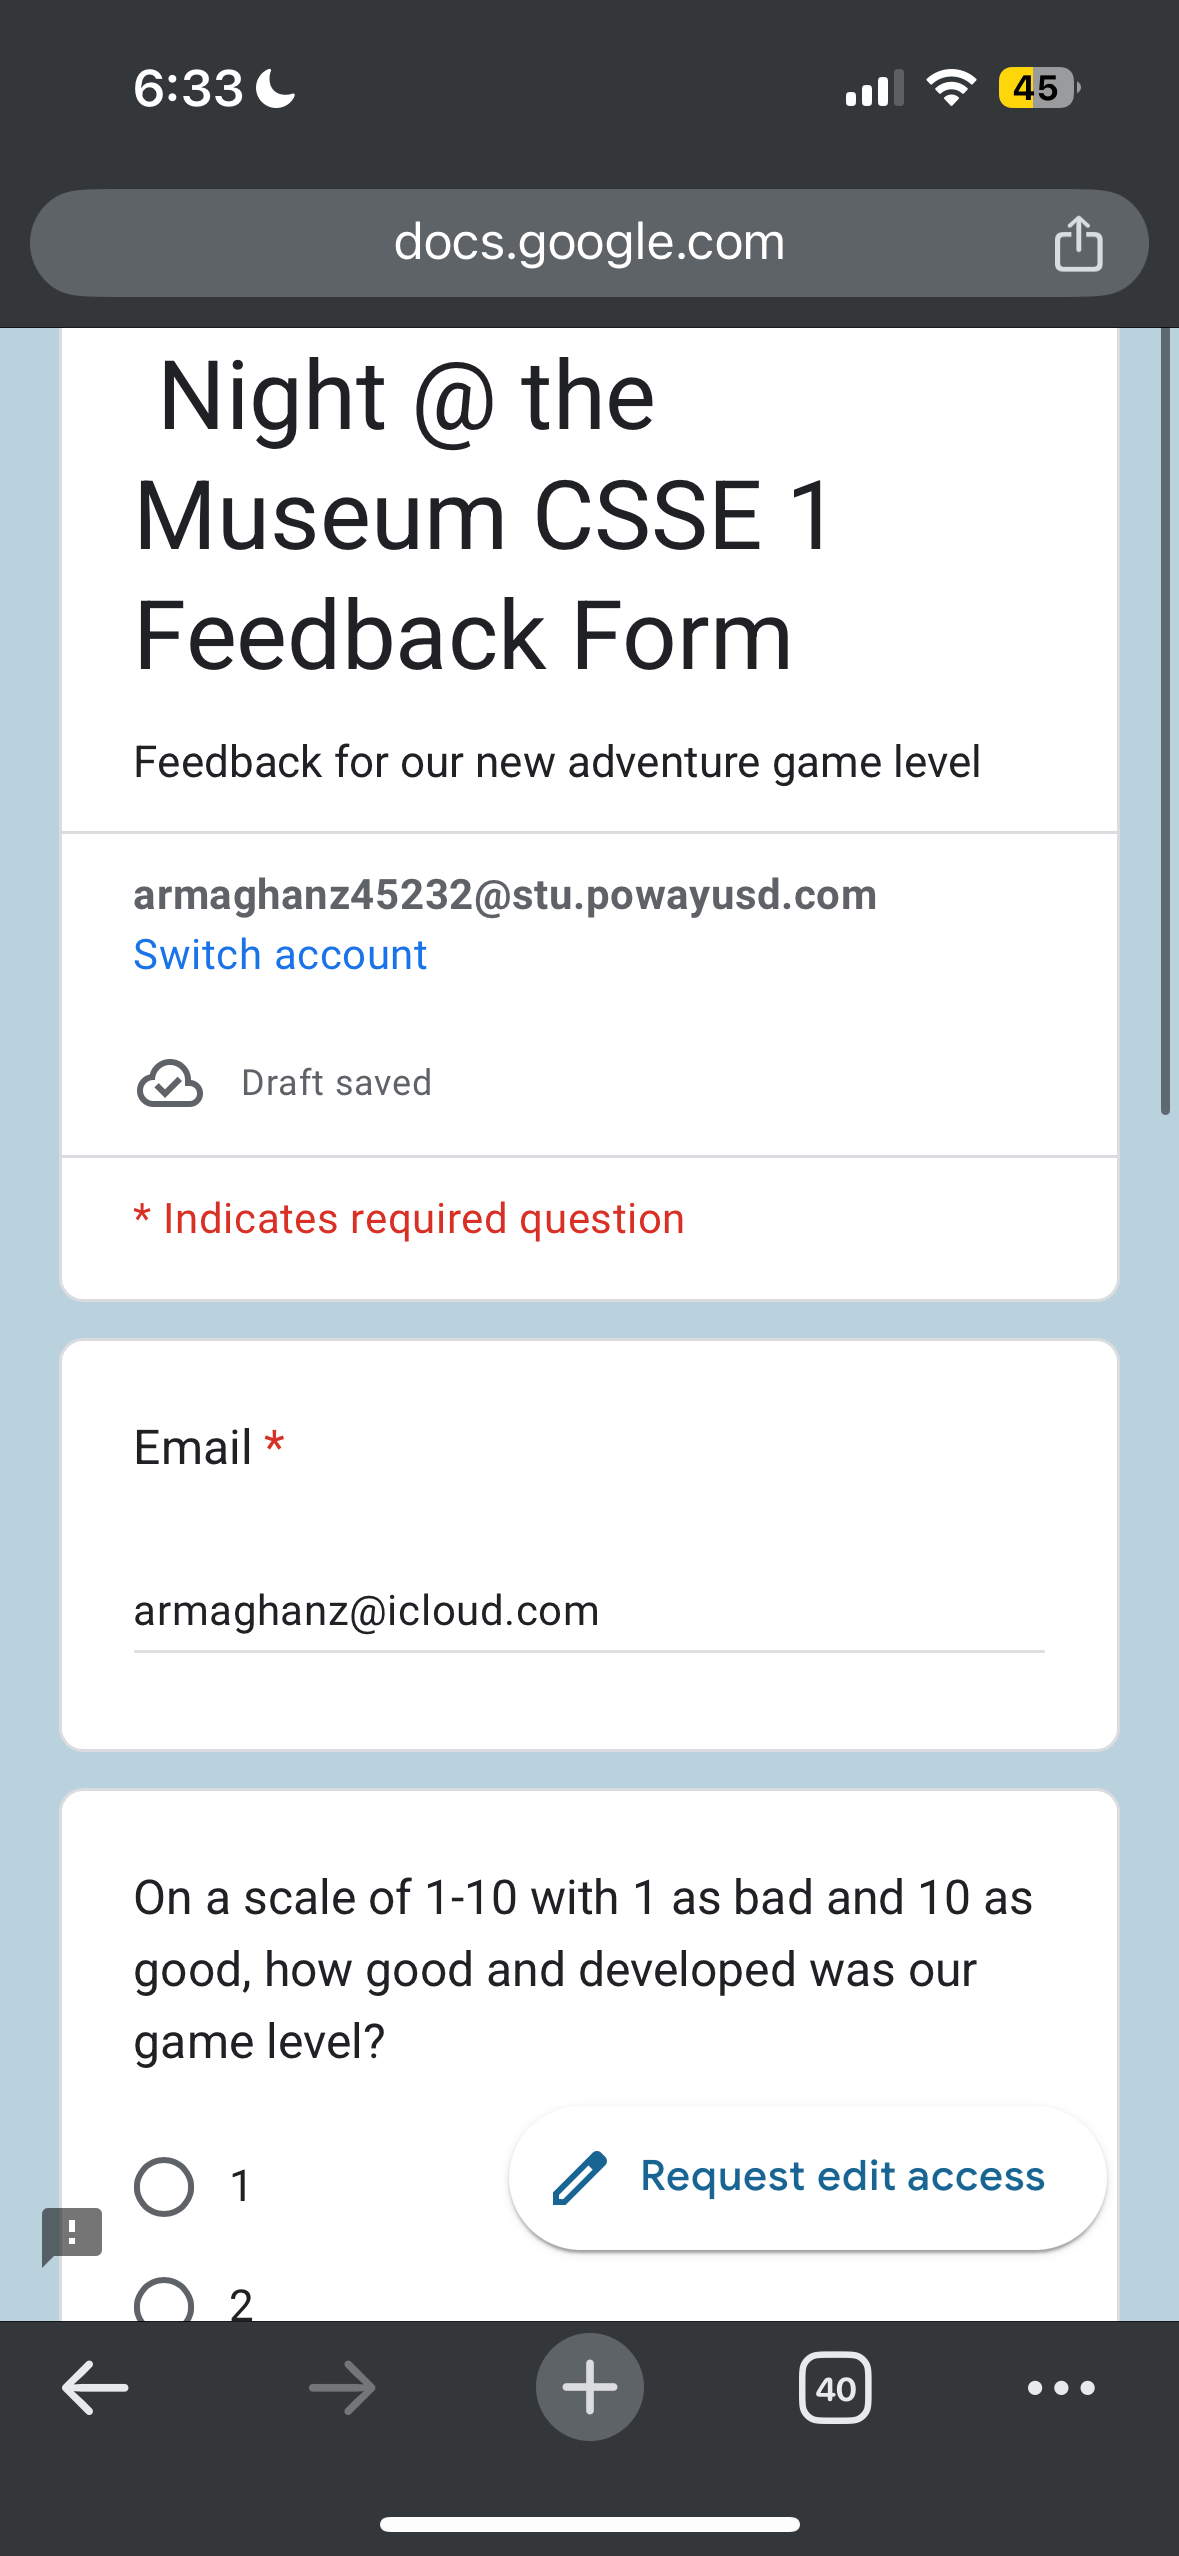 6:33
45
docs.google.com
Night @ the
Museum CSSE 1
Feedback Form
Feedback for our new adventure game level
armaghanz45232@stu.powayusd.com
Switch account
Draft saved
* Indicates required question
Email *
armaghanz@icloud.com
On a scale of 1-10 with 1 as bad and 10 as
good, how good and developed was our
game level?
1
Request edit access
2
40